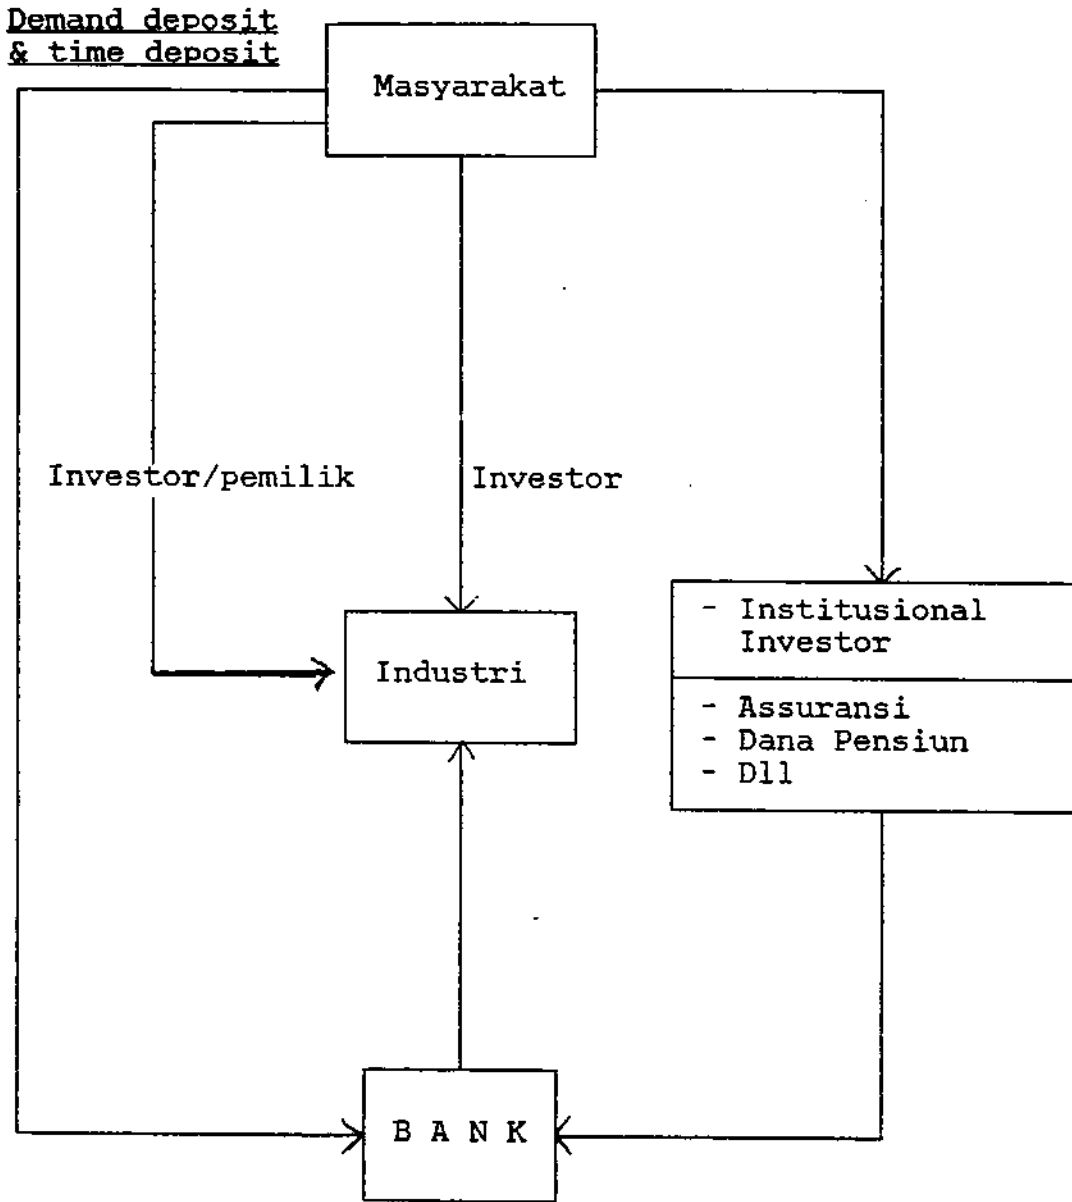 Demand deposit
& time deposit
Masyarakat
Investor/pemilik
Investor
Industri
- Institusional
Investor
- Assuransi
- Dana Pensiun
- Dll
B A N K